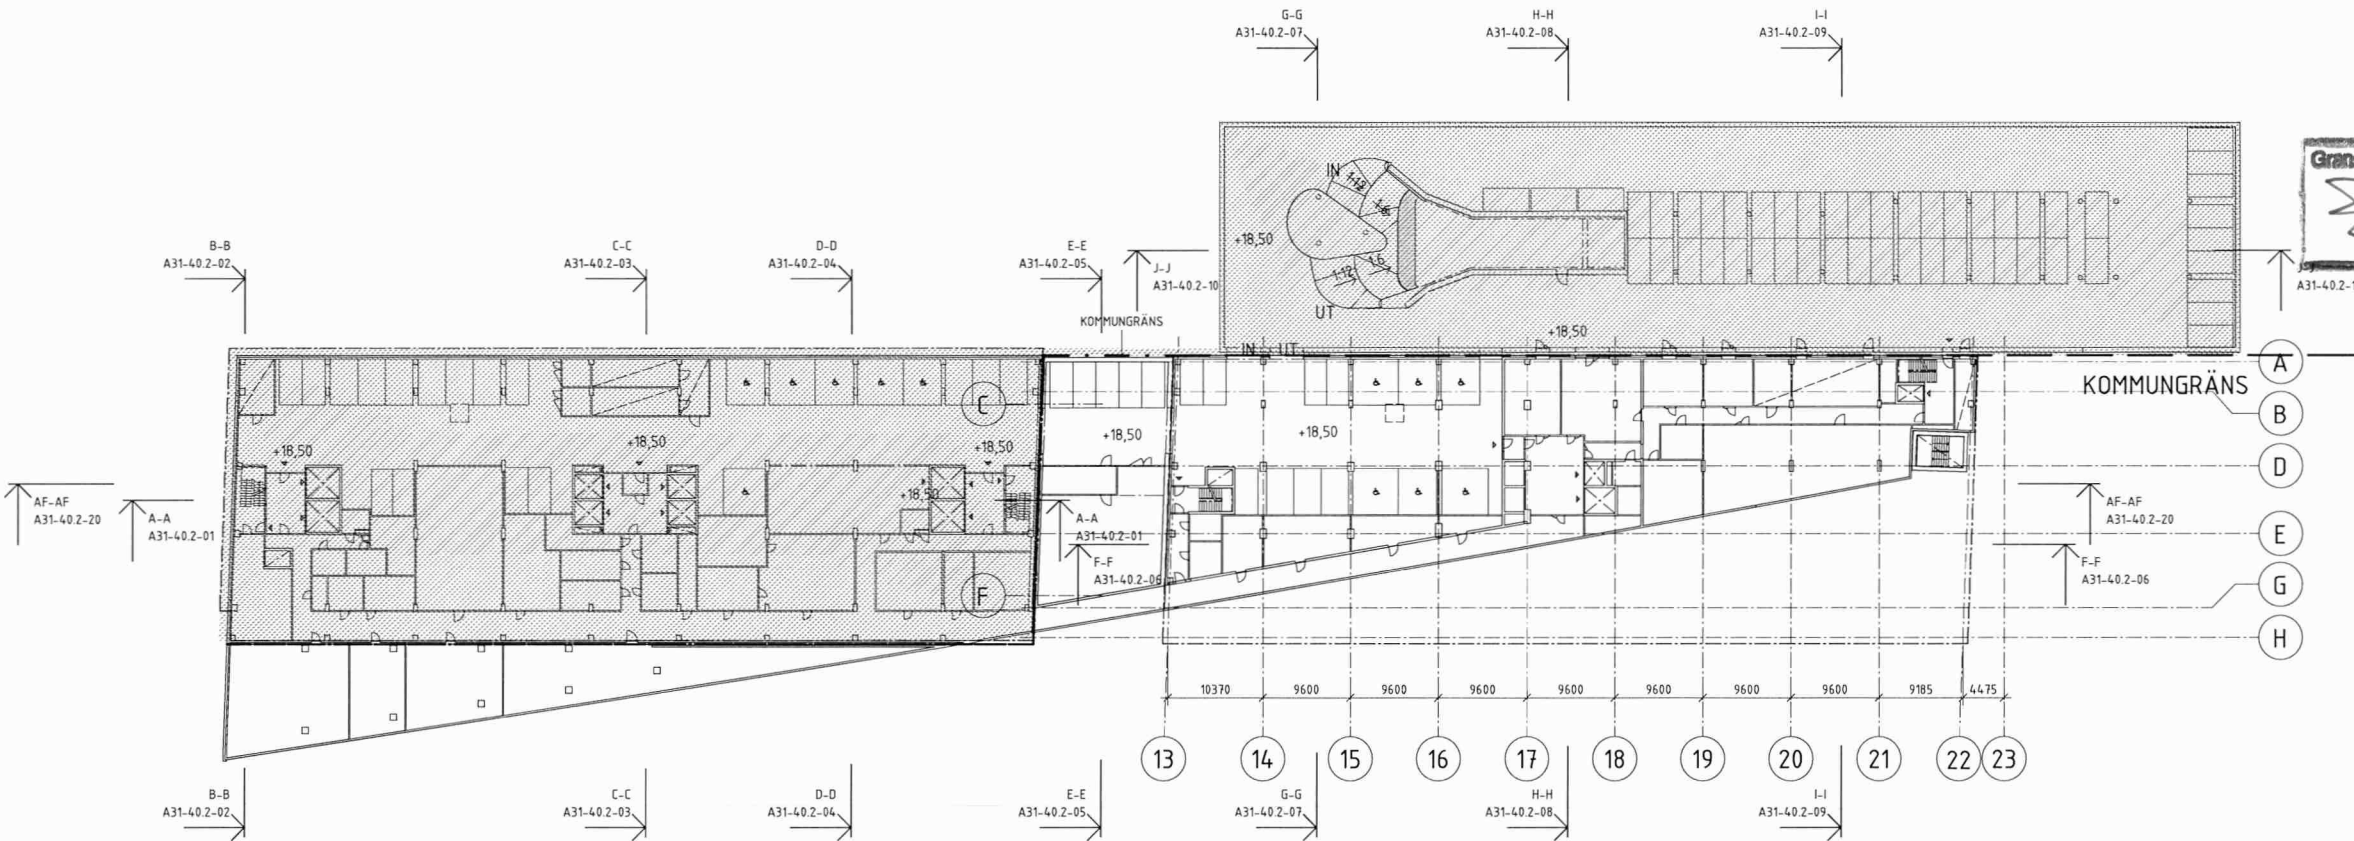 G-G
A31-40.2-07
H-H
A31-40.2-08
I-I
A31-40.2-09
IN
1:12
1:6
+18,50
1:12
1:6
UT
B-B
A31-40.2-02
C-C
A31-40.2-03
D-D
A31-40.2-04
E-E
A31-40.2-05
J-J
A31-40.2-10
KOMMUNGRÄNS
+18,50
IN
UT
A
KOMMUNGRÄNS
B
C
+18,50
+18,50
+18,50
+18,50
+18,50
+18,50
D
AF-AF
A31-40.2-20
A-A
A31-40.2-01
A-A
A31-40.2-01
AF-AF
A31-40.2-20
E
F-F
A31-40.2-06
F-F
A31-40.2-06
F
G
H
10370
9600
9600
9600
9600
9600
9600
9600
9185
4475
13
14
15
16
17
18
19
20
21
22
23
B-B
A31-40.2-02
C-C
A31-40.2-03
D-D
A31-40.2-04
E-E
A31-40.2-05
G-G
A31-40.2-07
H-H
A31-40.2-08
I-I
A31-40.2-09